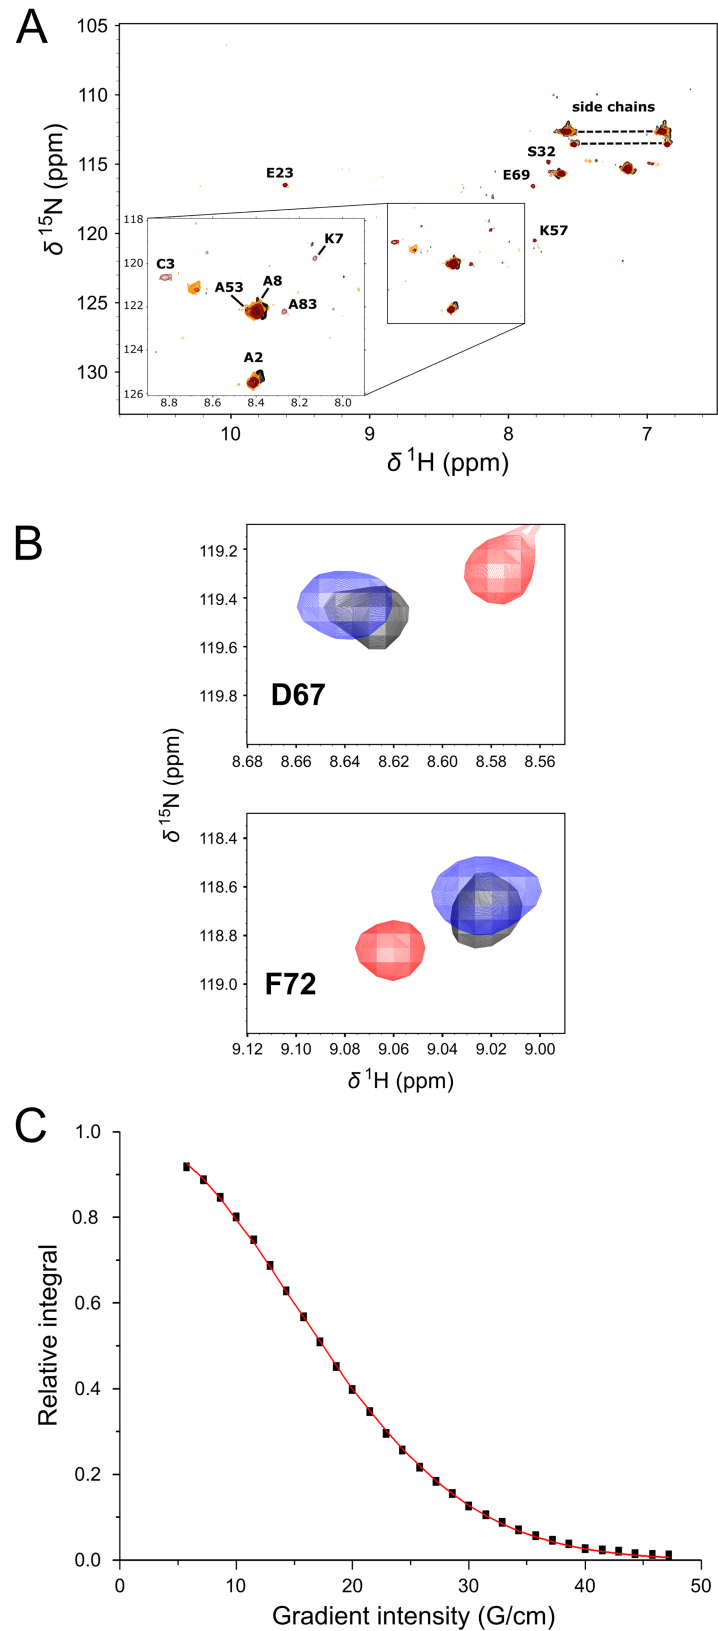 A
105
110
115
120
125
130
δ ¹⁵N (ppm)
side chains
S32
E69
E23
K57
118
120
122
124
126
K7
C3
A53
A8
A83
A2
8.8 8.6 8.4 8.2 8.0
10 9 8 7
δ ¹H (ppm)
B
119.2
119.4
119.6
119.8
D67
8.68 8.66 8.64 8.62 8.60 8.58 8.56
δ ¹⁵N (ppm)
118.4
118.6
118.8
119.0
F72
9.12 9.10 9.08 9.06 9.04 9.02 9.00
δ ¹H (ppm)
C
1.0
0.8
0.6
0.4
0.2
0.0
Relative integral
0 10 20 30 40 50
Gradient intensity (G/cm)